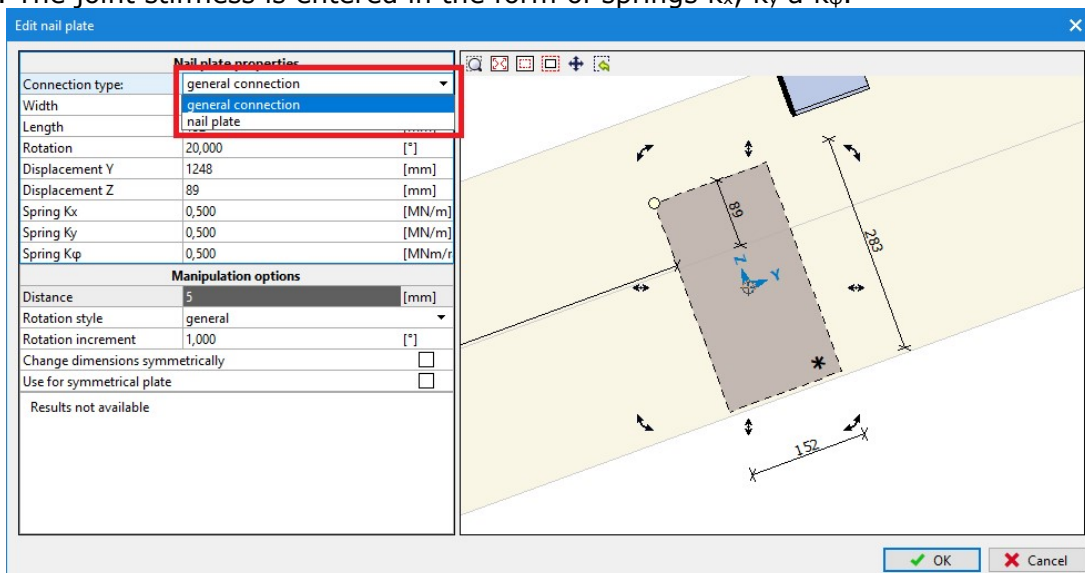 . The joint stiffness is entered in the form of springs Kx, Ky a Kφ.
Edit nail plate
Nail plate properties
Connection type: general connection
general connection
nail plate
Width
Length [mm]
Rotation 20,000 [°]
Displacement Y 1248 [mm]
Displacement Z 89 [mm]
Spring Kx 0,500 [MN/m]
Spring Ky 0,500 [MN/m]
Spring Kφ 0,500 [MNm/r
Manipulation options
Distance 5 [mm]
Rotation style general
Rotation increment 1,000 [°]
Change dimensions symmetrically
Use for symmetrical plate
Results not available
89
283
Z
Y
152
OK
Cancel